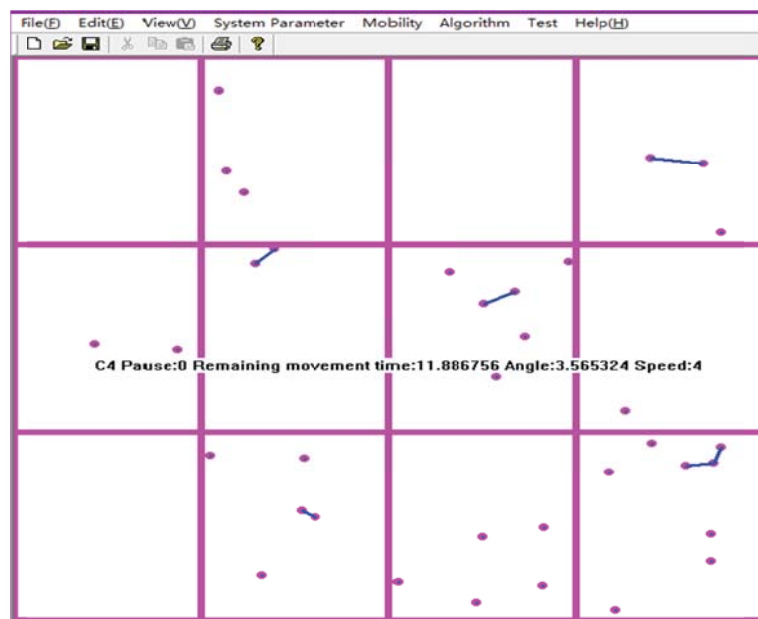 File(F) Edit(E) View(V) System Parameter Mobility Algorithm Test Help(H)
C4 Pause:0 Remaining movement time:11.886756 Angle:3.565324 Speed:4